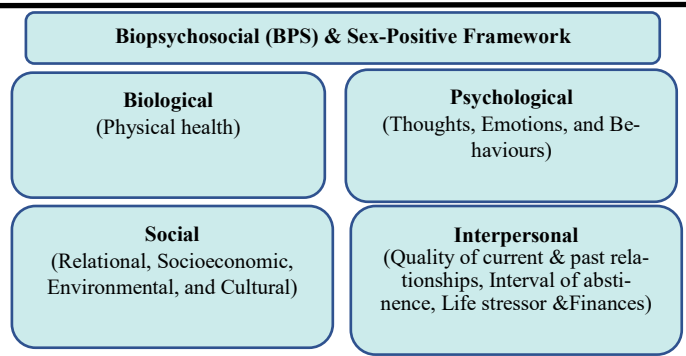 Biopsychosocial (BPS) & Sex-Positive Framework
Biological
(Physical health)
Psychological
(Thoughts, Emotions, and Be-
haviours)
Social
(Relational, Socioeconomic,
Environmental, and Cultural)
Interpersonal
(Quality of current & past rela-
tionships, Interval of absti-
nence, Life stressor &Finances)